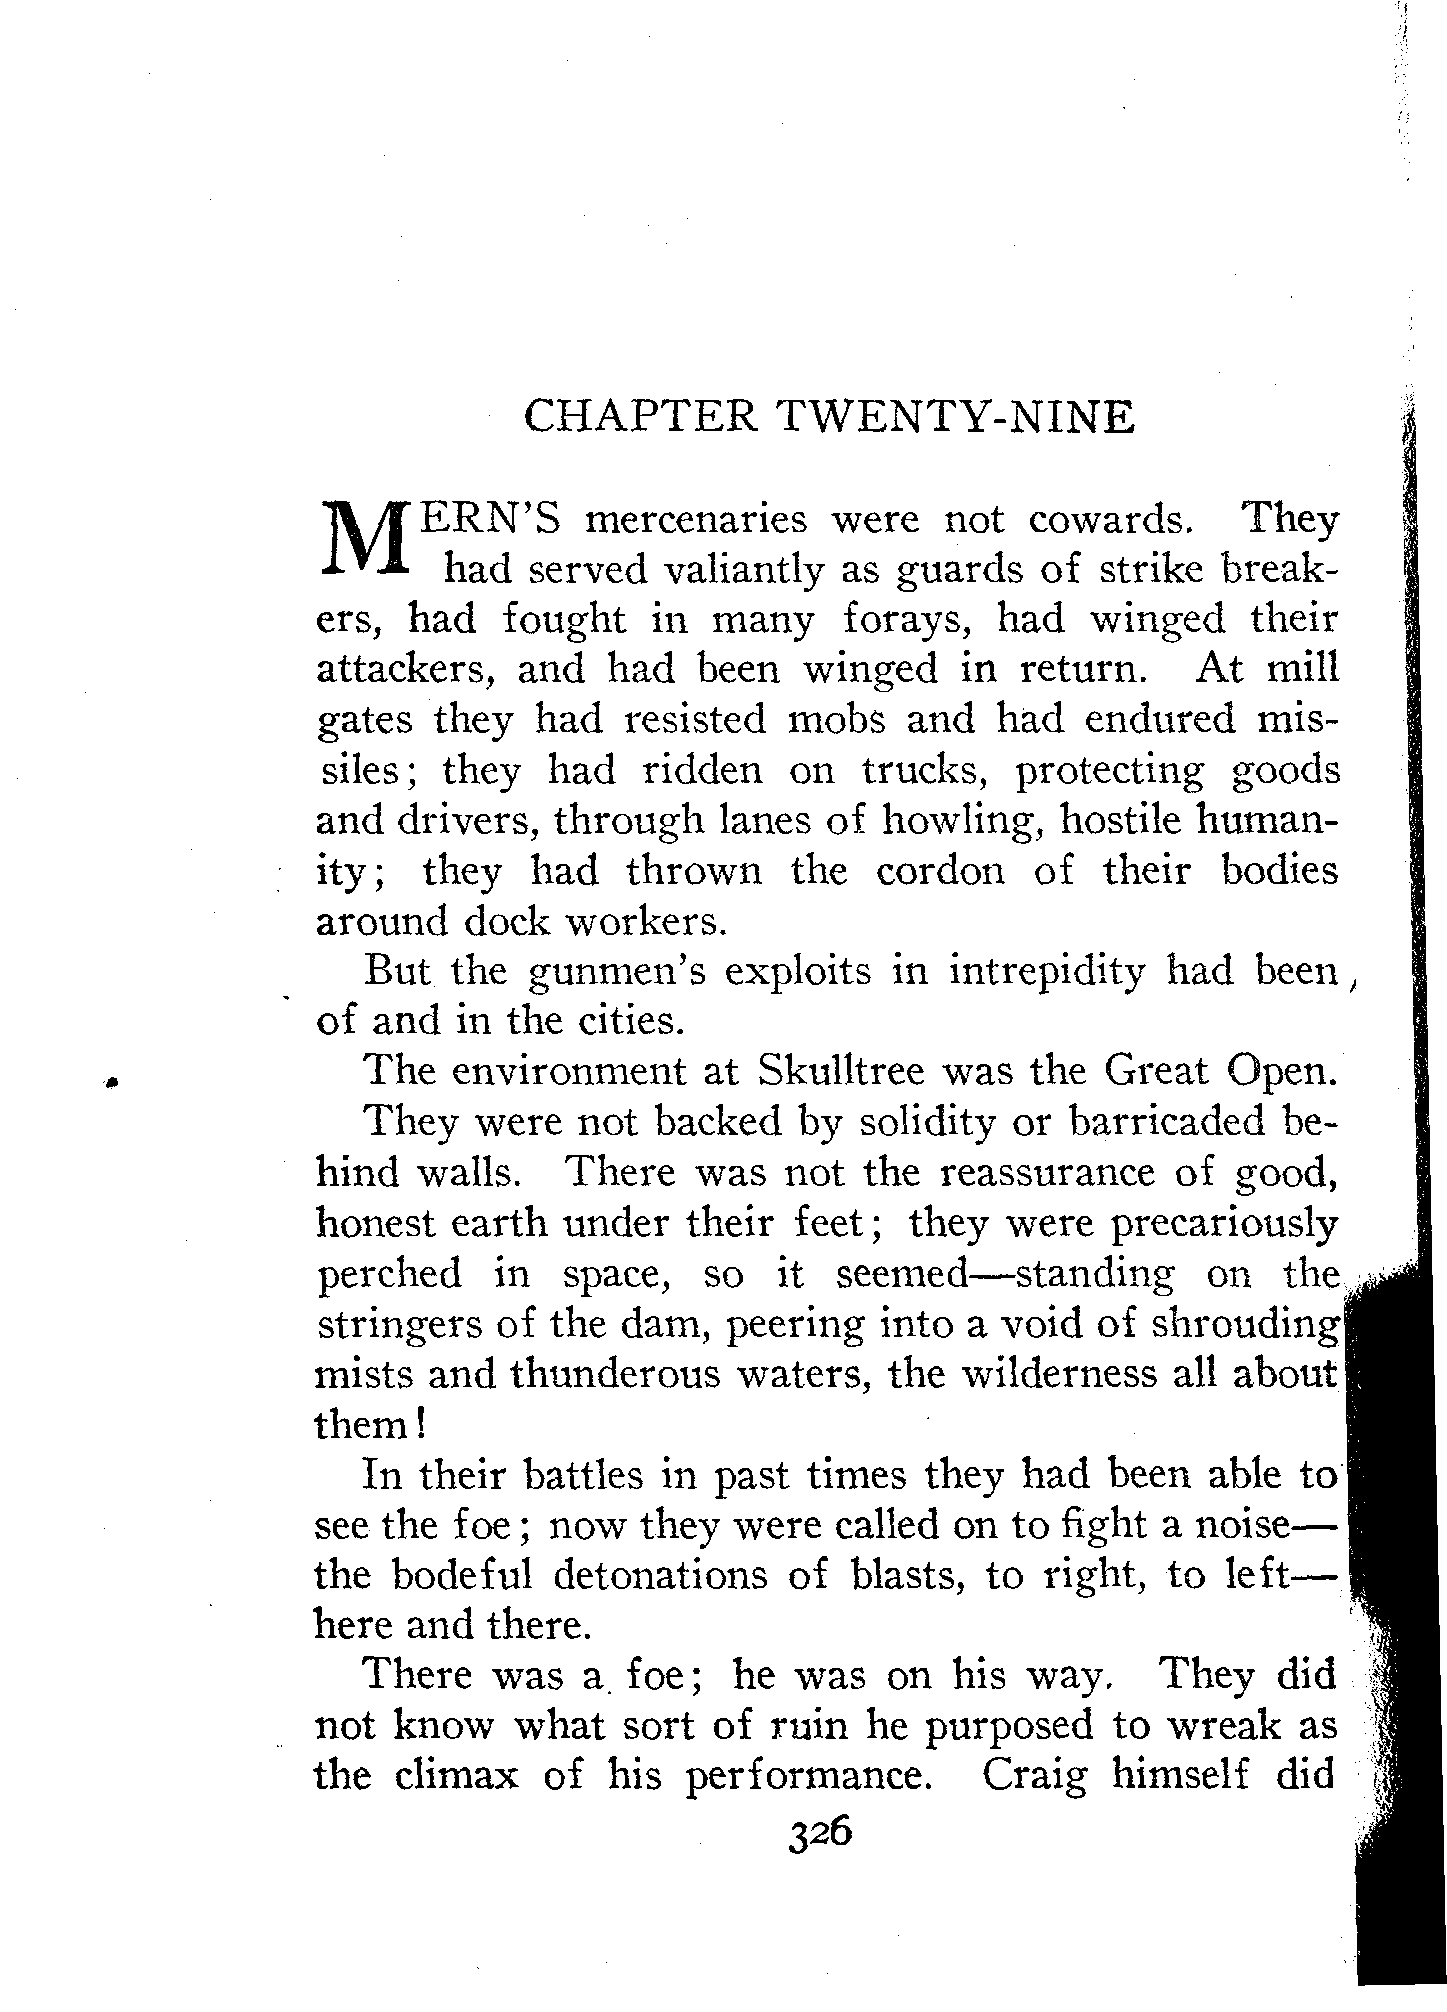 CHAPTER TWENTY-NINE
MERN'S mercenaries were not cowards. They
had served valiantly as guards of strike break-
ers, had fought in many forays, had winged their
attackers, and had been winged in return. At mill
gates they had resisted mobs and had endured mis-
siles; they had ridden on trucks, protecting goods
and drivers, through lanes of howling, hostile human-
ity; they had thrown the cordon of their bodies
around dock workers.
But the gunmen's exploits in intrepidity had been
of and in the cities.
The environment at Skulltree was the Great Open.
They were not backed by solidity or barricaded be-
hind walls. There was not the reassurance of good,
honest earth under their feet; they were precariously
perched in space, so it seemed—standing on the
stringers of the dam, peering into a void of shrouding
mists and thunderous waters, the wilderness all about
them!
In their battles in past times they had been able to
see the foe; now they were called on to fight a noise—
the bodeful detonations of blasts, to right, to left—
here and there.
There was a foe; he was on his way. They did
not know what sort of ruin he purposed to wreak as
the climax of his performance. Craig himself did
326